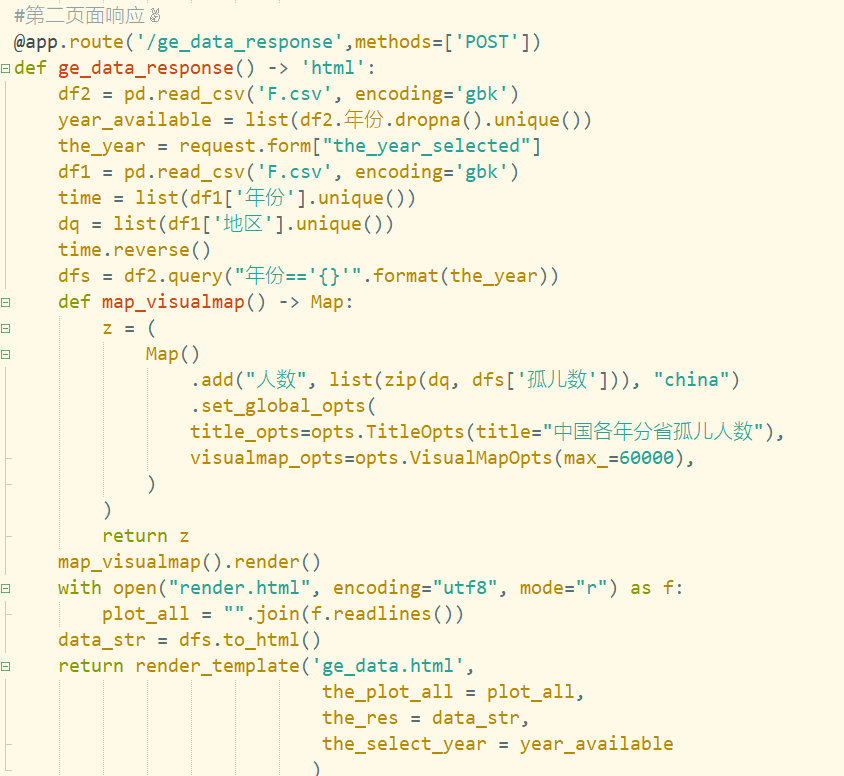 #第二页面响应✌
@app.route('/ge_data_response',methods=['POST'])
def ge_data_response() -> 'html':
    df2 = pd.read_csv('F.csv', encoding='gbk')
    year_available = list(df2.年份.dropna().unique())
    the_year = request.form["the_year_selected"]
    df1 = pd.read_csv('F.csv', encoding='gbk')
    time = list(df1['年份'].unique())
    dq = list(df1['地区'].unique())
    time.reverse()
    dfs = df2.query("年份=='{}'".format(the_year))
    def map_visualmap() -> Map:
        z = (
            Map()
                .add("人数", list(zip(dq, dfs['孤儿数'])), "china")
                .set_global_opts(
                title_opts=opts.TitleOpts(title="中国各年分省孤儿人数"),
                visualmap_opts=opts.VisualMapOpts(max_=60000),
            )
        )
        return z
    map_visualmap().render()
    with open("render.html", encoding="utf8", mode="r") as f:
        plot_all = "".join(f.readlines())
    data_str = dfs.to_html()
    return render_template('ge_data.html',
                            the_plot_all = plot_all,
                            the_res = data_str,
                            the_select_year = year_available
                           )